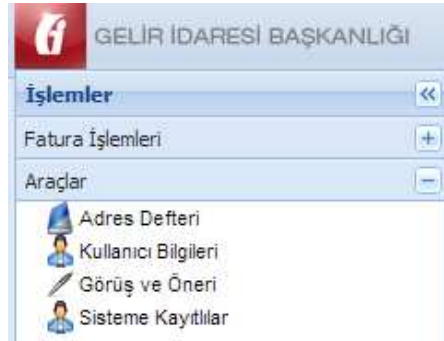 GELİR İDARESİ BAŞKANLIĞI
İşlemler
Fatura İşlemleri
Araçlar
Adres Defteri
Kullanıcı Bilgileri
Görüş ve Öneri
Sisteme Kayıtlılar